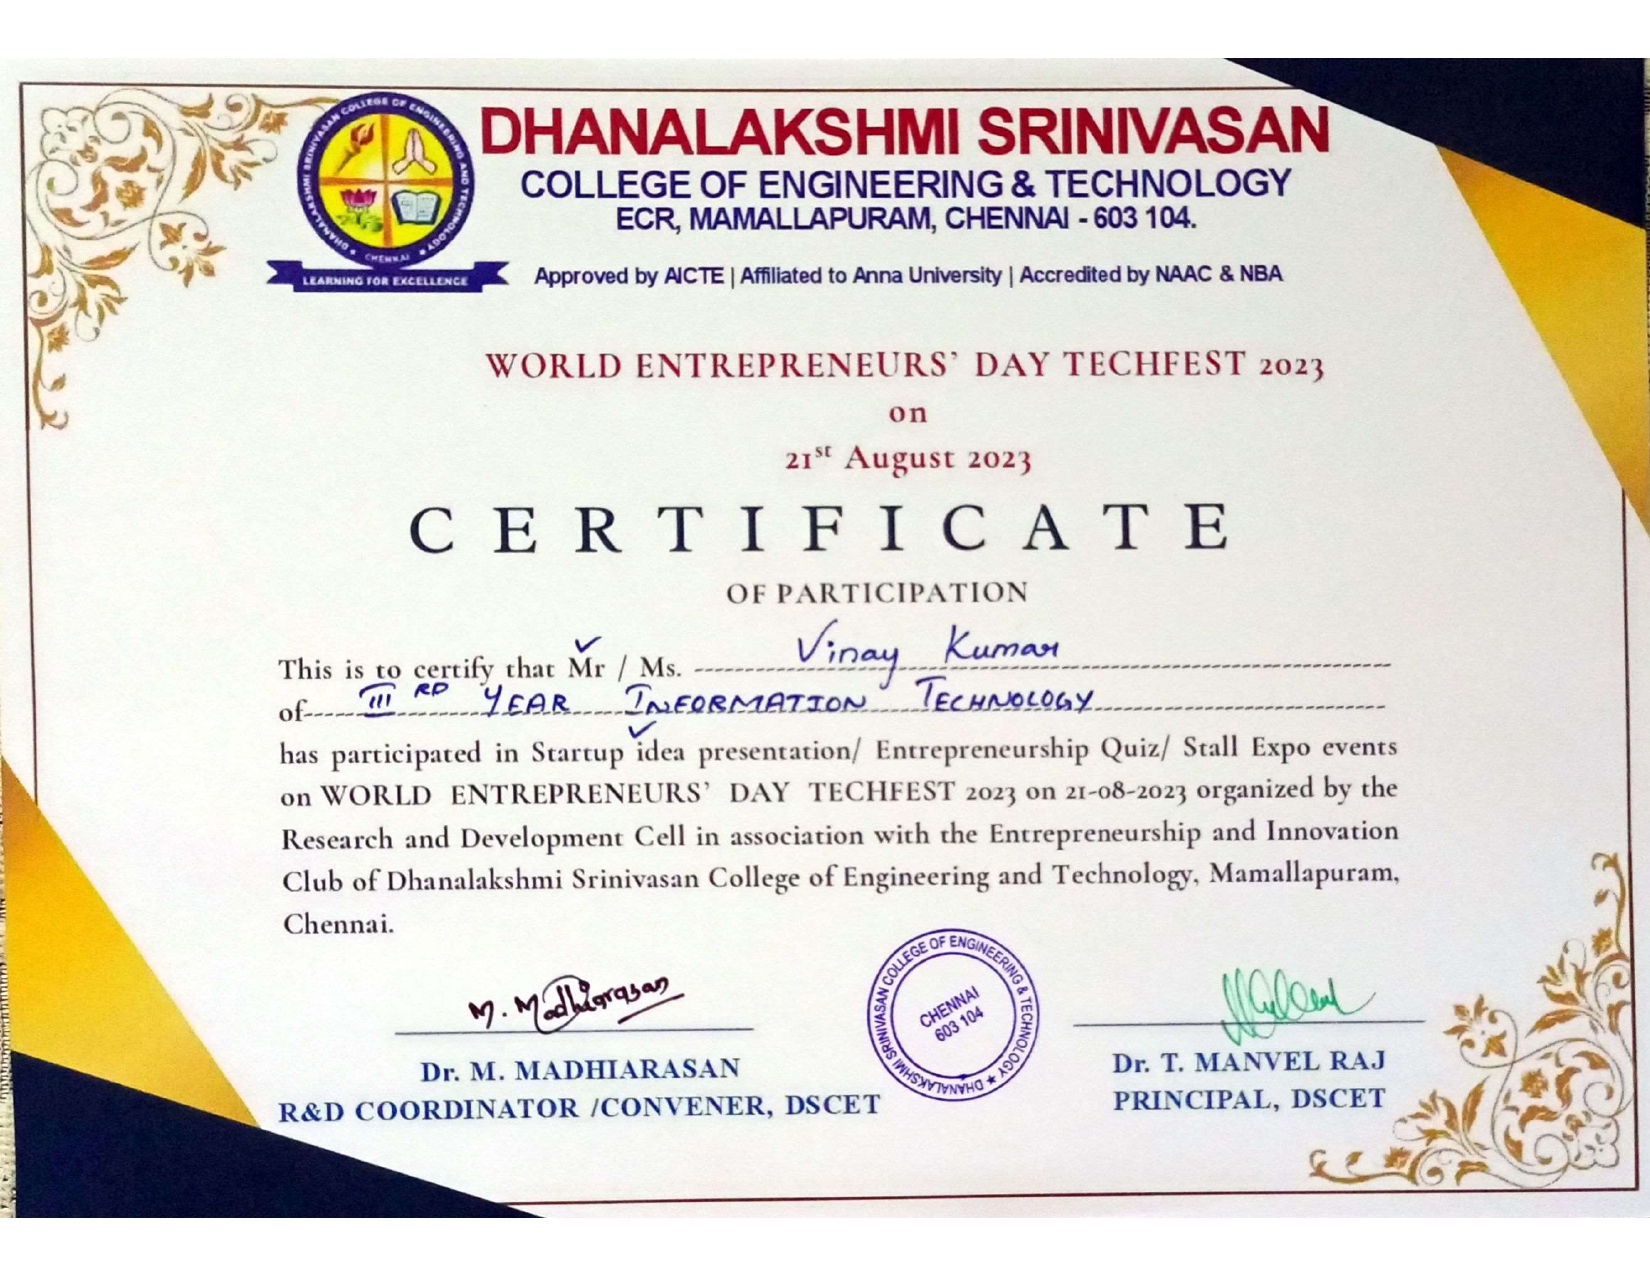 DHANALAKSHMI SRINIVASAN COLLEGE OF ENGINEERING AND TECHNOLOGY
CHENNAI
LEARNING FOR EXCELLENCE
DHANALAKSHMI SRINIVASAN
COLLEGE OF ENGINEERING & TECHNOLOGY
ECR, MAMALLAPURAM, CHENNAI - 603 104.
Approved by AICTE | Affiliated to Anna University | Accredited by NAAC & NBA
WORLD ENTREPRENEURS' DAY TECHFEST 2023
on
21st August 2023
CERTIFICATE
OF PARTICIPATION
This is to certify that Mr / Ms. Vinay Kumar
of III RD YEAR INFORMATION TECHNOLOGY
has participated in Startup idea presentation/ Entrepreneurship Quiz/ Stall Expo events
on WORLD ENTREPRENEURS' DAY TECHFEST 2023 on 21-08-2023 organized by the
Research and Development Cell in association with the Entrepreneurship and Innovation
Club of Dhanalakshmi Srinivasan College of Engineering and Technology, Mamallapuram,
Chennai.
M. Madhiarasan
DHANALAKSHMI SRINIVASAN COLLEGE OF ENGINEERING & TECHNOLOGY
CHENNAI
603 104
Dr. M. MADHIARASAN
R&D COORDINATOR /CONVENER, DSCET
Dr. T. MANVEL RAJ
PRINCIPAL, DSCET